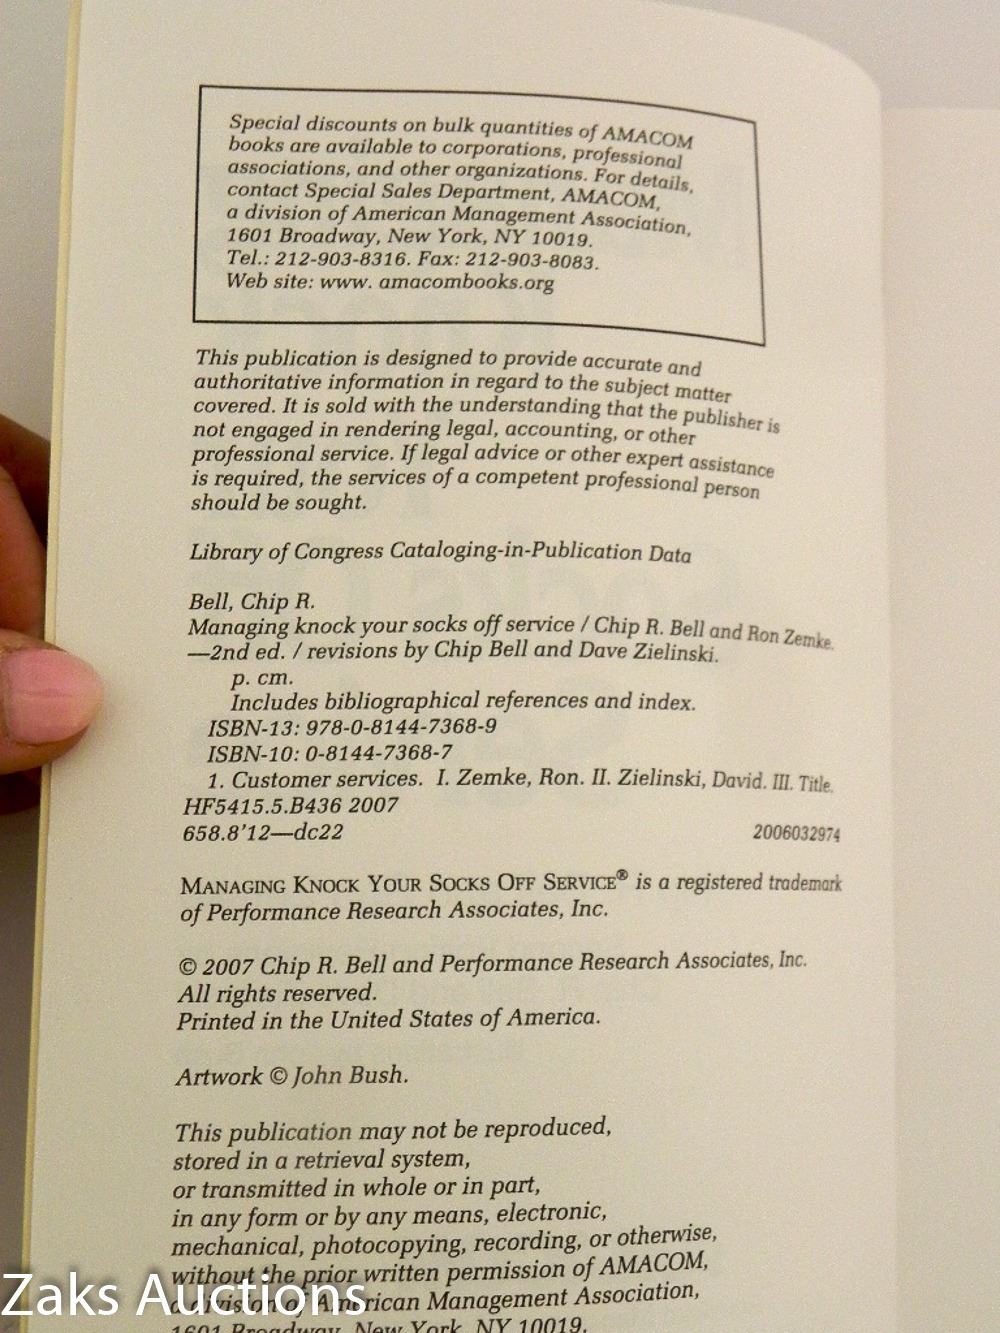 Special discounts on bulk quantities of AMACOM
books are available to corporations, professional
associations, and other organizations. For details,
contact Special Sales Department, AMACOM,
a division of American Management Association,
1601 Broadway, New York, NY 10019.
Tel.: 212-903-8316. Fax: 212-903-8083.
Web site: www. amacombooks.org
This publication is designed to provide accurate and
authoritative information in regard to the subject matter
covered. It is sold with the understanding that the publisher is
not engaged in rendering legal, accounting, or other
professional service. If legal advice or other expert assistance
is required, the services of a competent professional person
should be sought.
Library of Congress Cataloging-in-Publication Data
Bell, Chip R.
Managing knock your socks off service / Chip R. Bell and Ron Zemke.
—2nd ed. / revisions by Chip Bell and Dave Zielinski.
p. cm.
Includes bibliographical references and index.
ISBN-13: 978-0-8144-7368-9
ISBN-10: 0-8144-7368-7
1. Customer services. I. Zemke, Ron. II. Zielinski, David. III. Title.
HF5415.5.B436 2007
658.8'12—dc22 2006032974
MANAGING KNOCK YOUR SOCKS OFF SERVICE® is a registered trademark
of Performance Research Associates, Inc.
© 2007 Chip R. Bell and Performance Research Associates, Inc.
All rights reserved.
Printed in the United States of America.
Artwork © John Bush.
This publication may not be reproduced,
stored in a retrieval system,
or transmitted in whole or in part,
in any form or by any means, electronic,
mechanical, photocopying, recording, or otherwise,
without the prior written permission of AMACOM,
a division of American Management Association,
1601 Broadway, New York, NY 10019.
Zaks Auctions